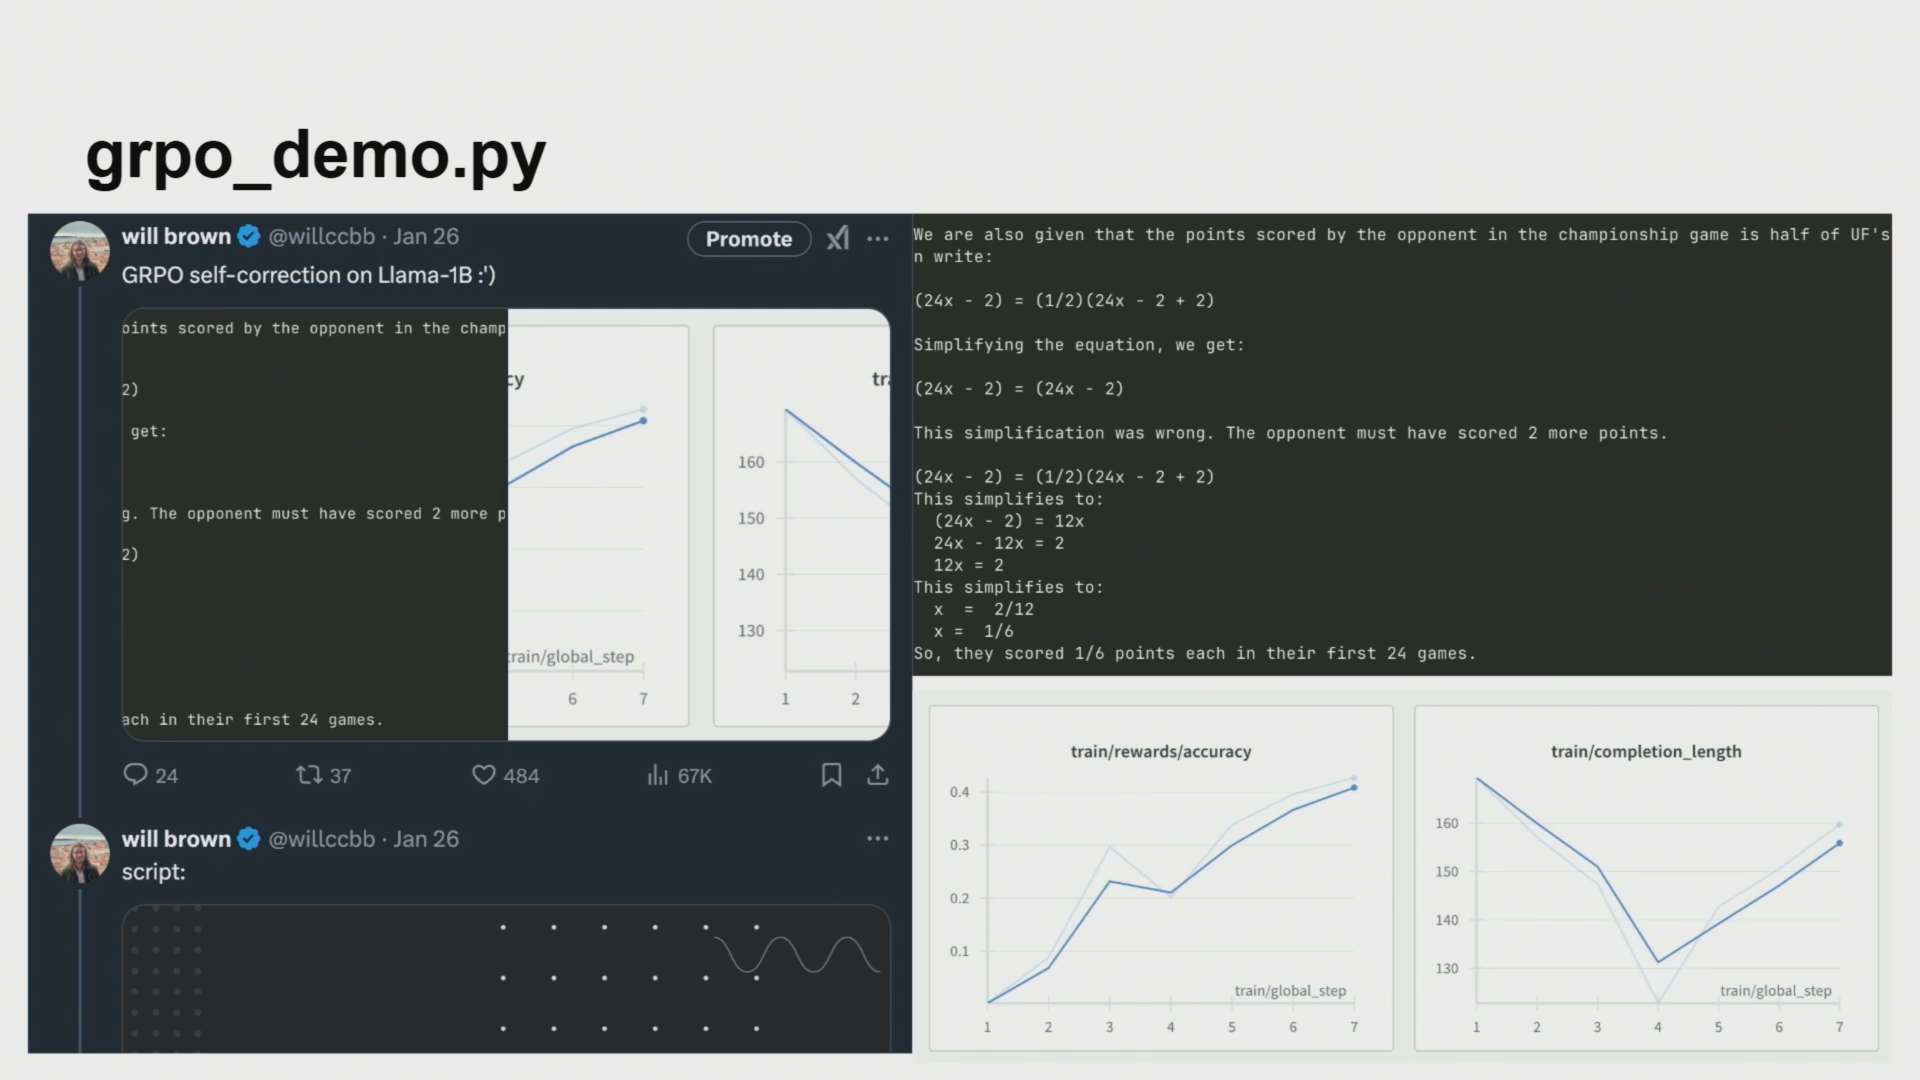 grpo_demo.py
will brown @willccbb · Jan 26
Promote
GRPO self-correction on Llama-1B :')
oints scored by the opponent in the champ
2)
get:
g. The opponent must have scored 2 more p
2)
ach in their first 24 games.
cy
train/global_step
6 7
tra
160
150
140
130
1 2
24 37 484 67K
will brown @willccbb · Jan 26
script:
We are also given that the points scored by the opponent in the championship game is half of UF's
n write:
(24x - 2) = (1/2)(24x - 2 + 2)
Simplifying the equation, we get:
(24x - 2) = (24x - 2)
This simplification was wrong. The opponent must have scored 2 more points.
(24x - 2) = (1/2)(24x - 2 + 2)
This simplifies to:
(24x - 2) = 12x
24x - 12x = 2
12x = 2
This simplifies to:
x = 2/12
x = 1/6
So, they scored 1/6 points each in their first 24 games.
train/rewards/accuracy
0.4
0.3
0.2
0.1
train/global_step
1 2 3 4 5 6 7
train/completion_length
160
150
140
130
train/global_step
1 2 3 4 5 6 7